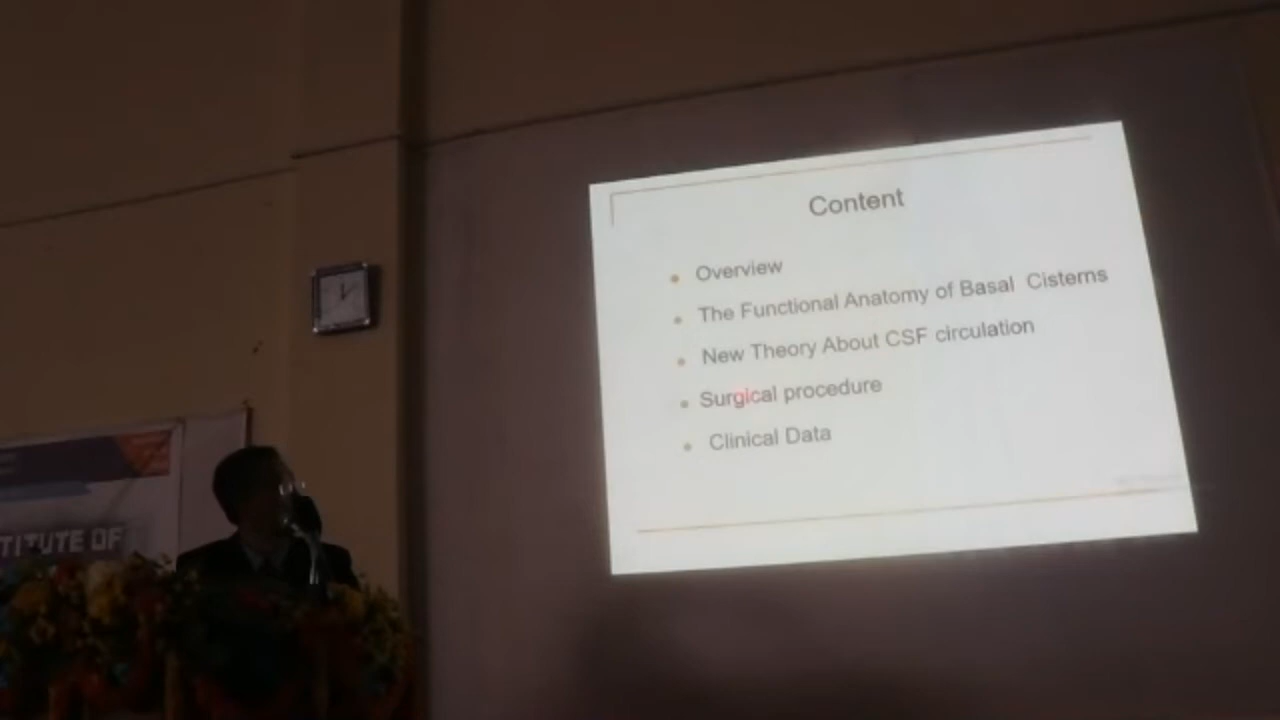 Content
Overview
The Functional Anatomy of Basal Cisterns
New Theory About CSF circulation
Surgical procedure
Clinical Data
TITUTE OF